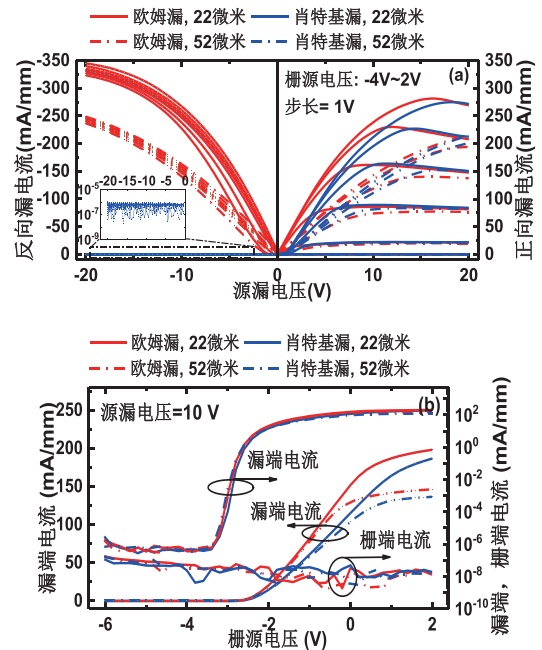 欧姆漏, 22微米 肖特基漏, 22微米
欧姆漏, 52微米 肖特基漏, 52微米
反向漏电流(mA/mm)
-350
-300
-250
-200
-150
-100
-50
0
栅源电压: -4V~2V
步长= 1V
(a)
-20 -15 -10 -5 0
10-5
10-7
10-9
300
250
200
150
100
50
0
正向漏电流(mA/mm)
-20 -10 0 10 20
源漏电压(V)
欧姆漏, 22微米 肖特基漏, 22微米
欧姆漏, 52微米 肖特基漏, 52微米
漏端电流 (mA/mm)
250
200
150
100
50
0
源漏电压=10 V
(b)
漏端电流
漏端电流
栅端电流
10²
10⁰
10⁻²
10⁻⁴
10⁻⁶
10⁻⁸
10⁻¹⁰
漏端，栅端电流 (mA/mm)
-6 -4 -2 0 2
栅源电压 (V)